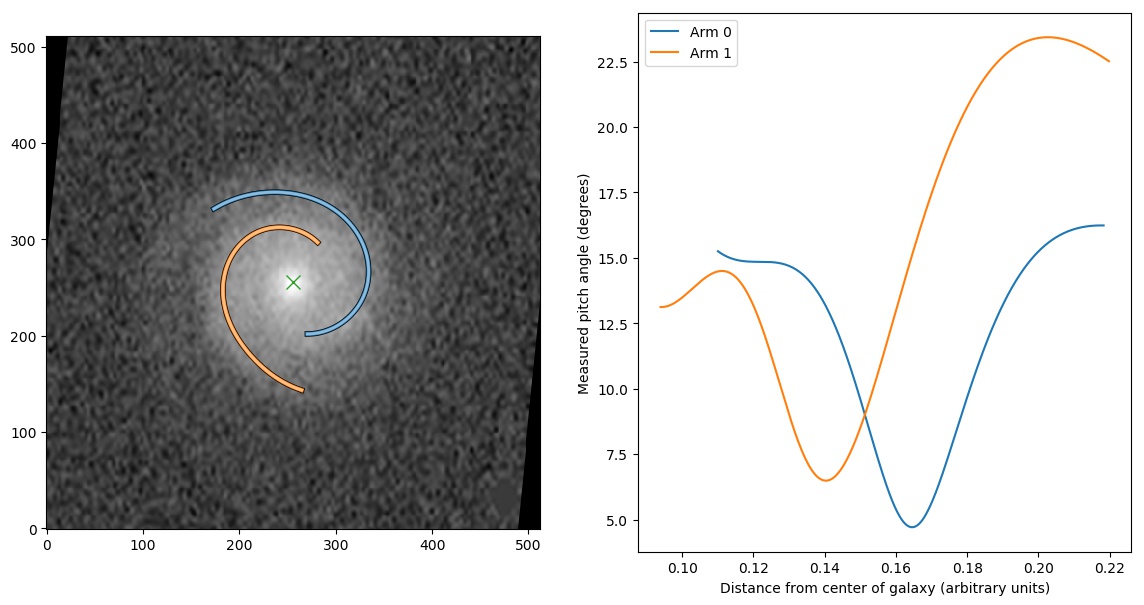 500
400
300
200
100
0
0 100 200 300 400 500
Arm 0
Arm 1
Measured pitch angle (degrees)
22.5
20.0
17.5
15.0
12.5
10.0
7.5
5.0
0.10 0.12 0.14 0.16 0.18 0.20 0.22
Distance from center of galaxy (arbitrary units)